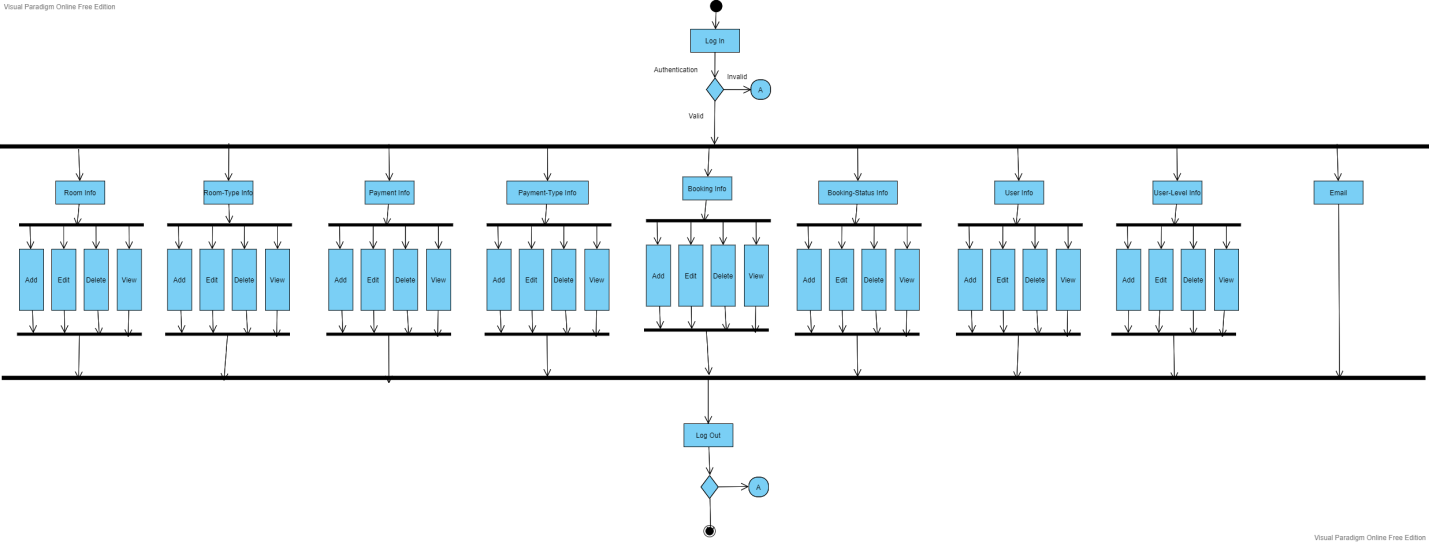 Visual Paradigm Online Free Edition
Log In
Authentication
Invalid
A
Valid
Room Info
Room-Type Info
Payment Info
Payment-Type Info
Booking Info
Booking-Status Info
User Info
User-Level Info
Email
Add Edit Delete View
Add Edit Delete View
Add Edit Delete View
Add Edit Delete View
Add Edit Delete View
Add Edit Delete View
Add Edit Delete View
Add Edit Delete View
Log Out
A
Visual Paradigm Online Free Edition